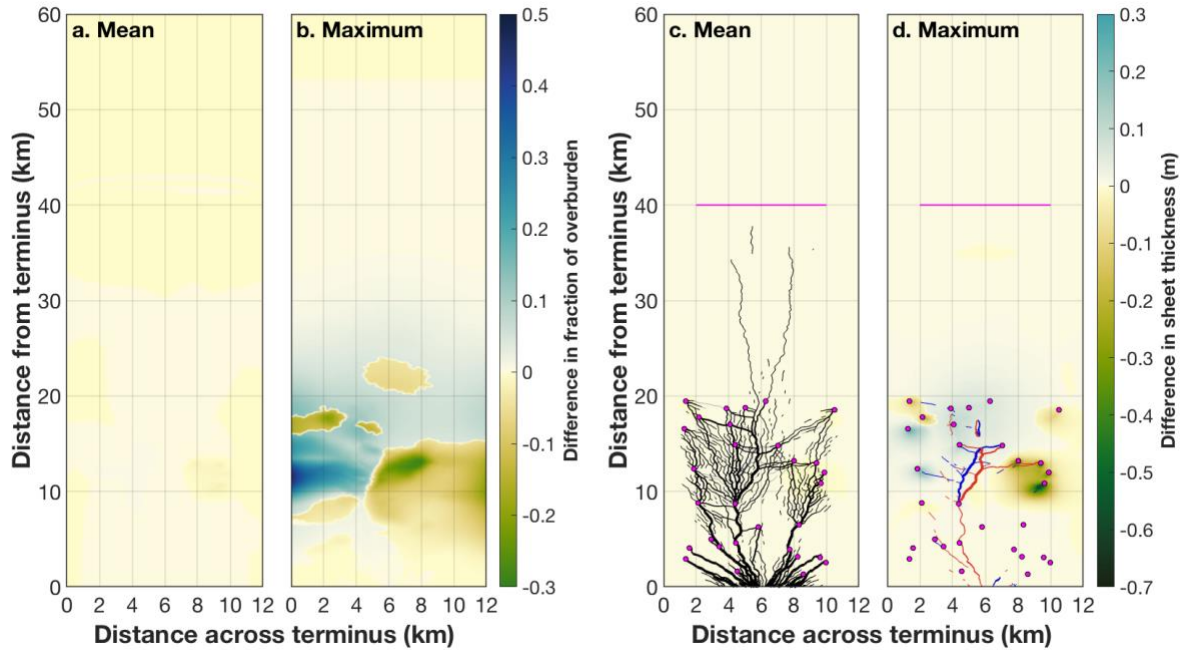 a. Mean
b. Maximum
c. Mean
d. Maximum
60
50
40
30
20
10
0
Distance from terminus (km)
0 2 4 6 8 10 12
0 2 4 6 8 10 12
Distance across terminus (km)
0.5
0.4
0.3
0.2
0.1
0
-0.1
-0.2
-0.3
Difference in fraction of overburden
60
50
40
30
20
10
0
Distance from terminus (km)
0 2 4 6 8 10 12
0 2 4 6 8 10 12
Distance across terminus (km)
0.3
0.2
0.1
0
-0.1
-0.2
-0.3
-0.4
-0.5
-0.6
-0.7
Difference in sheet thickness (m)